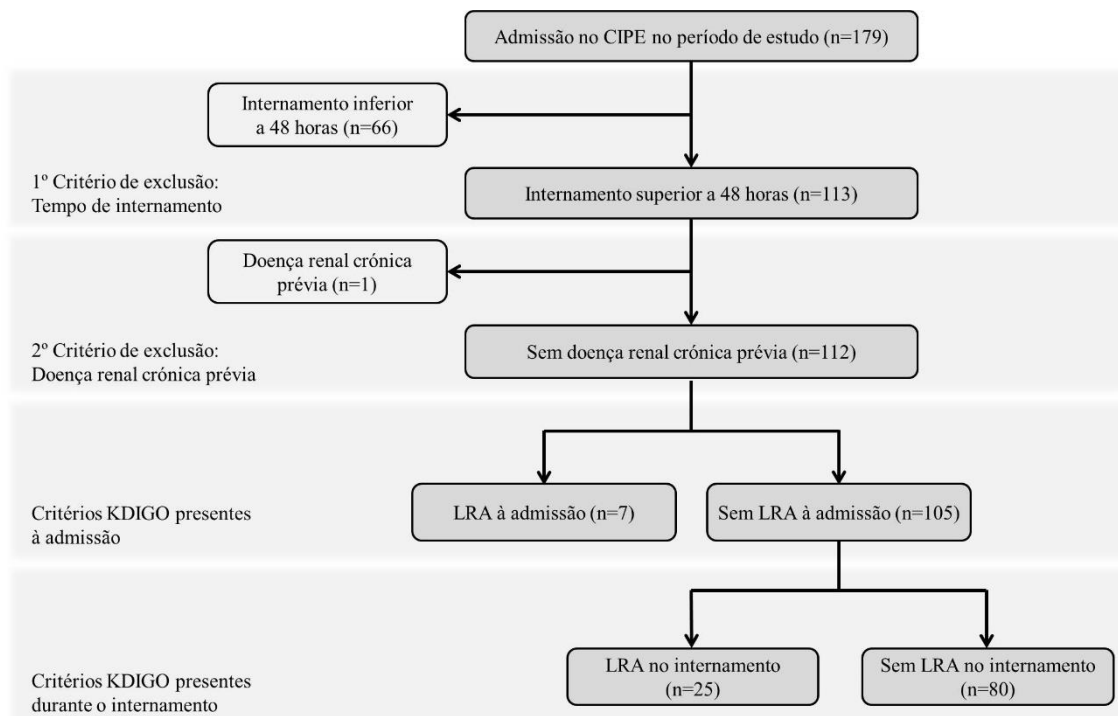 Admissão no CIPE no período de estudo (n=179)
Internamento inferior
a 48 horas (n=66)
1º Critério de exclusão:
Tempo de internamento
Internamento superior a 48 horas (n=113)
Doença renal crónica
prévia (n=1)
2º Critério de exclusão:
Doença renal crónica prévia
Sem doença renal crónica prévia (n=112)
Critérios KDIGO presentes
à admissão
LRA à admissão (n=7)
Sem LRA à admissão (n=105)
Critérios KDIGO presentes
durante o internamento
LRA no internamento
(n=25)
Sem LRA no internamento
(n=80)